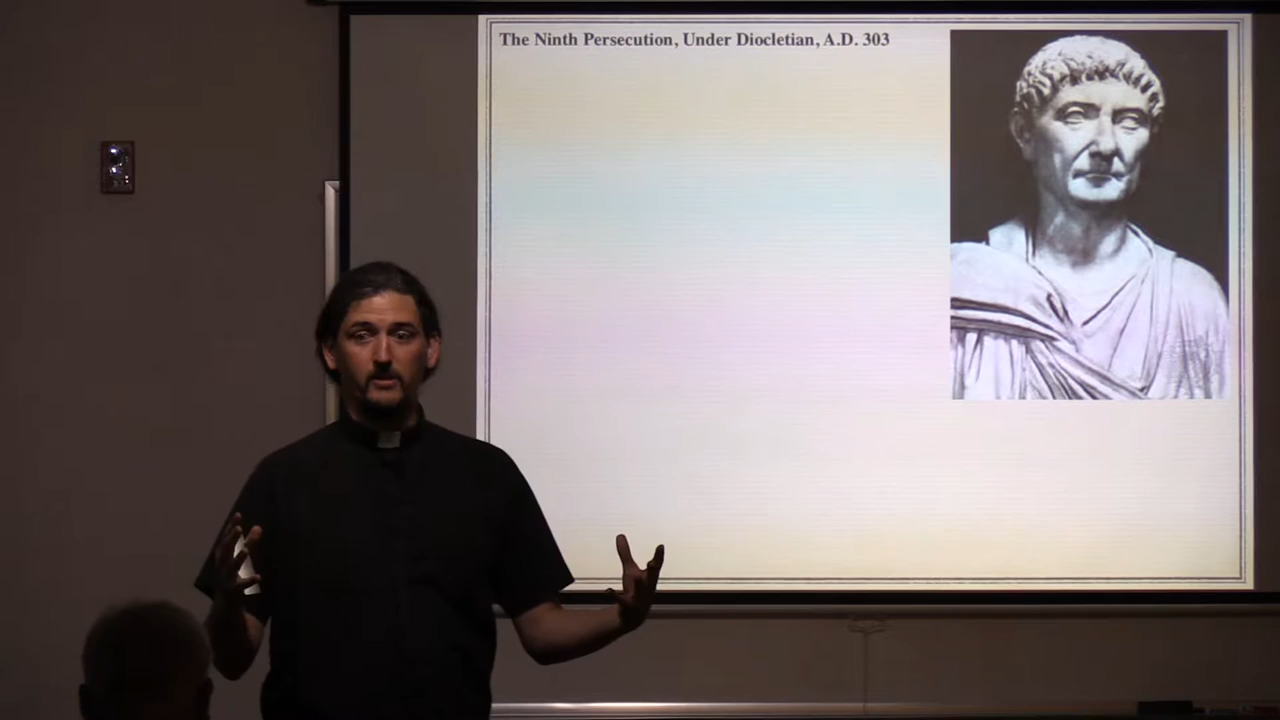 The Ninth Persecution, Under Diocletian, A.D. 303